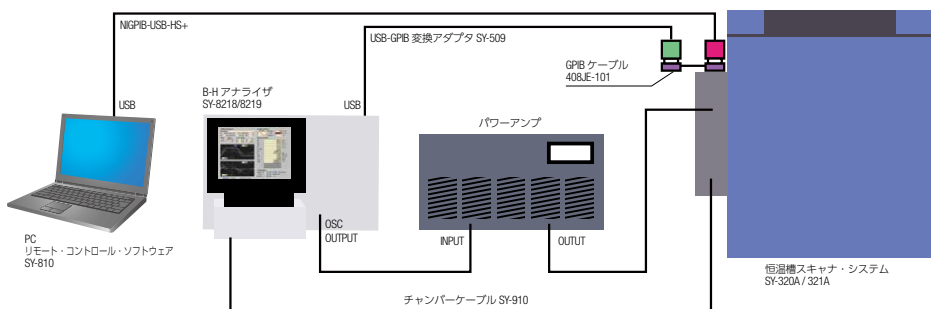 NIGPIB-USB-HS+
USB-GPIB 変換アダプタ SY-509
GPIB ケーブル
408JE-101
USB
B-H アナライザ
SY-8218/8219
USB
パワーアンプ
OSC
OUTPUT
INPUT
OUTUT
PC
リモート・コントロール・ソフトウェア
SY-810
恒温槽スキャナ・システム
SY-320A / 321A
チャンバーケーブル SY-910